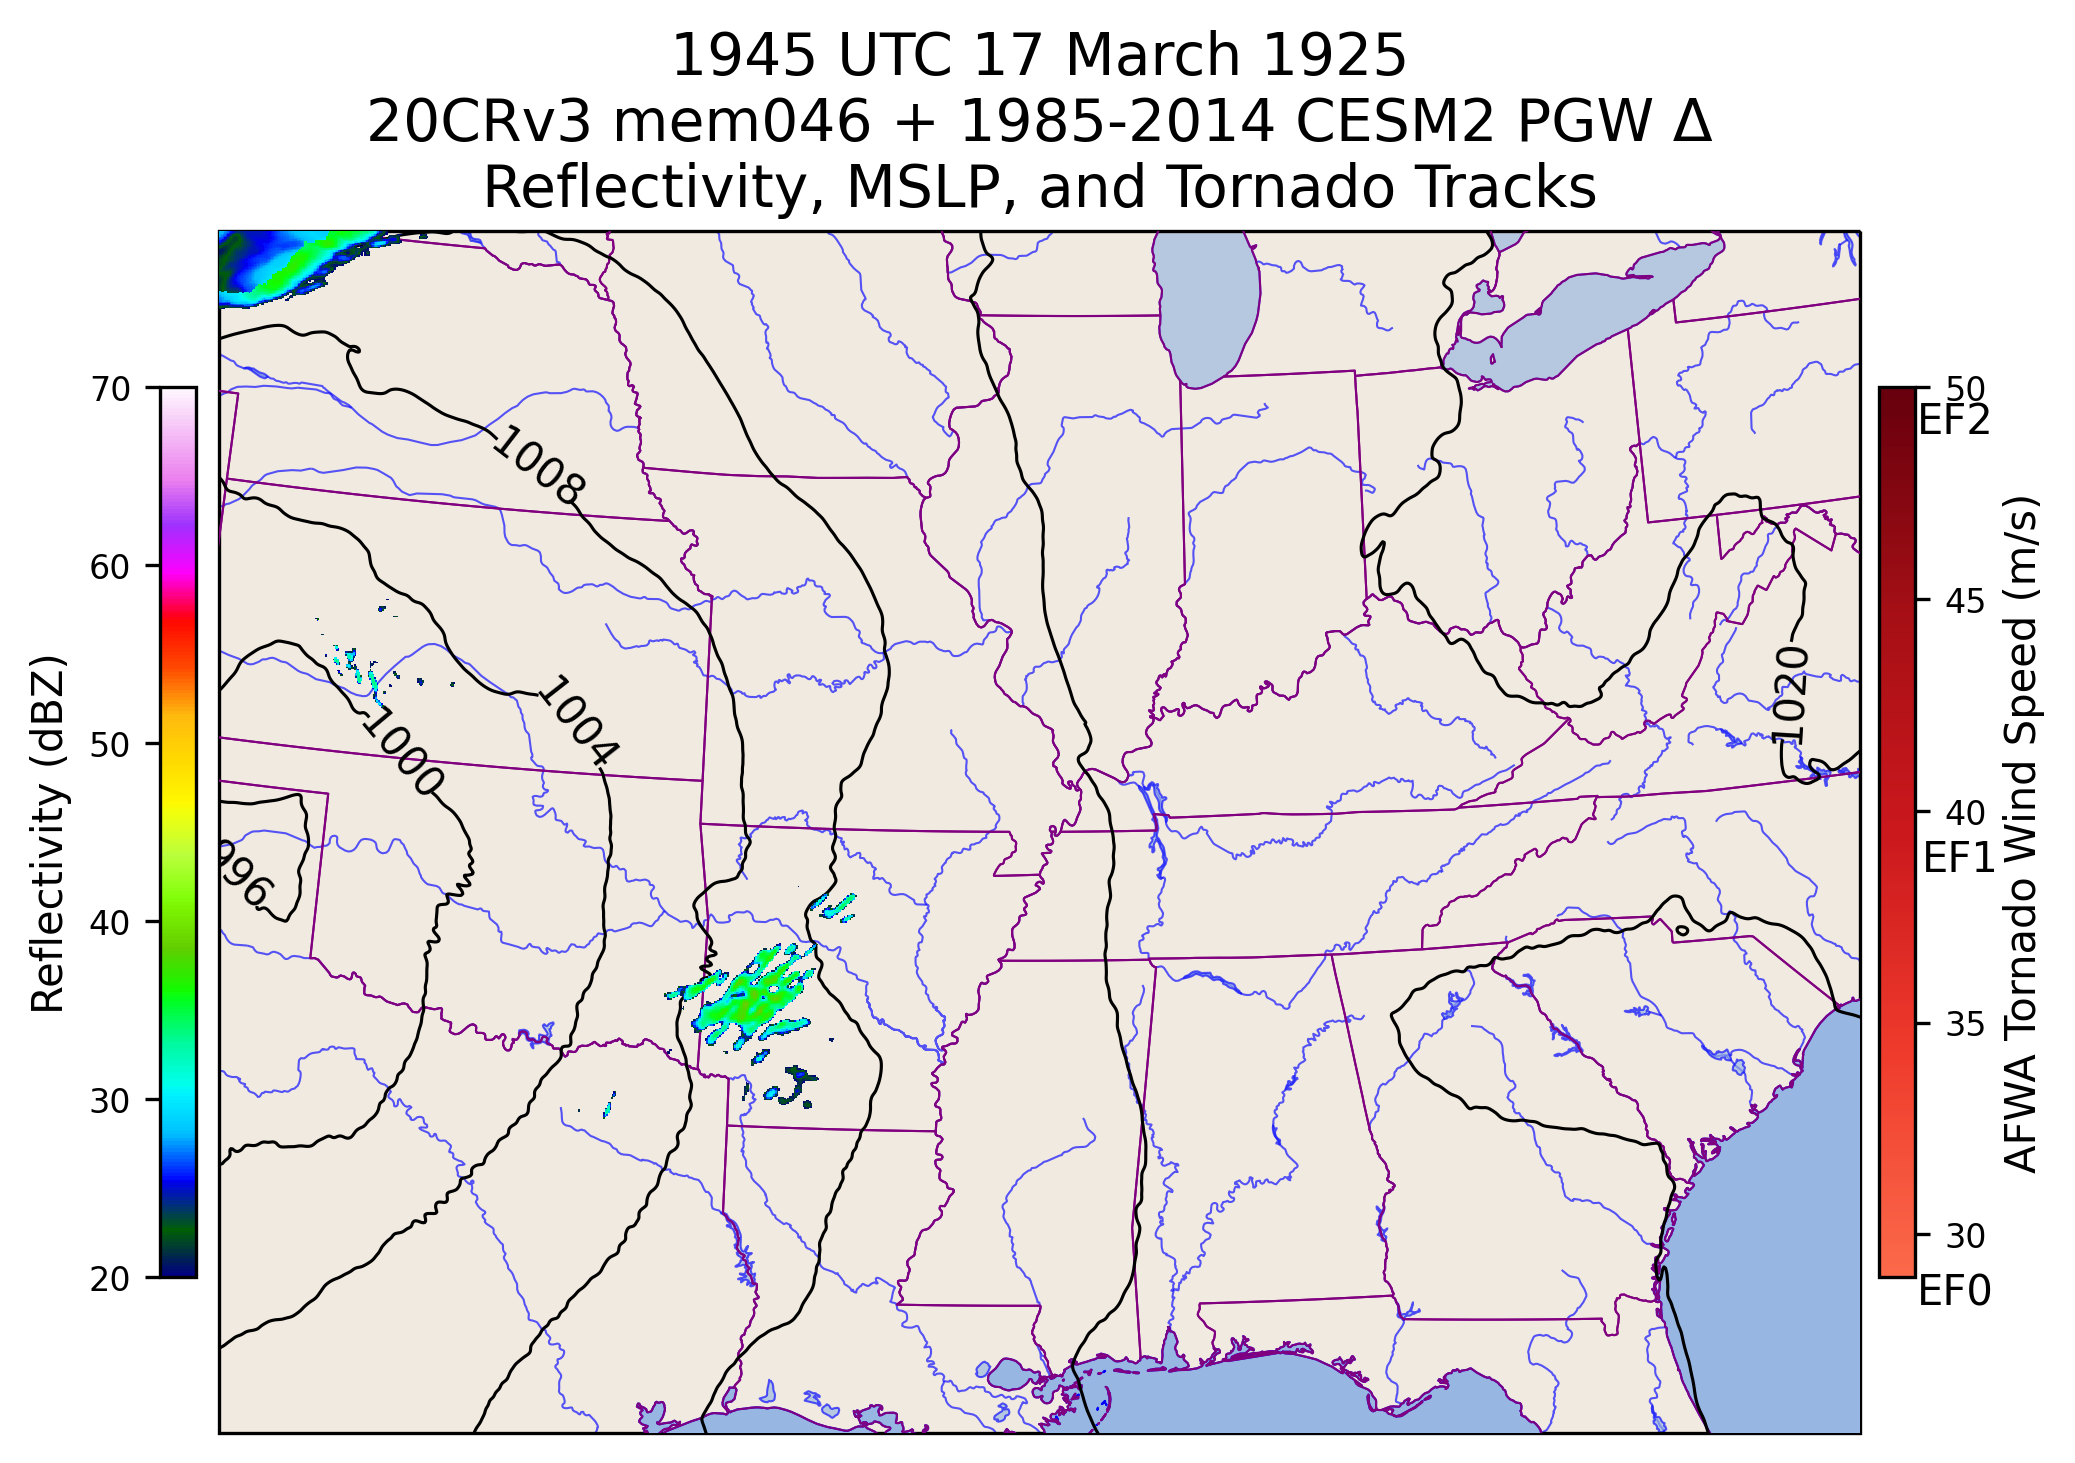 1945 UTC 17 March 1925
20CRv3 mem046 + 1985-2014 CESM2 PGW Δ
Reflectivity, MSLP, and Tornado Tracks
Reflectivity (dBZ)
70
60
50
40
30
20
1008
1004
1000
996
1020
50
EF2
45
40
EF1
35
30
EF0
AFWA Tornado Wind Speed (m/s)